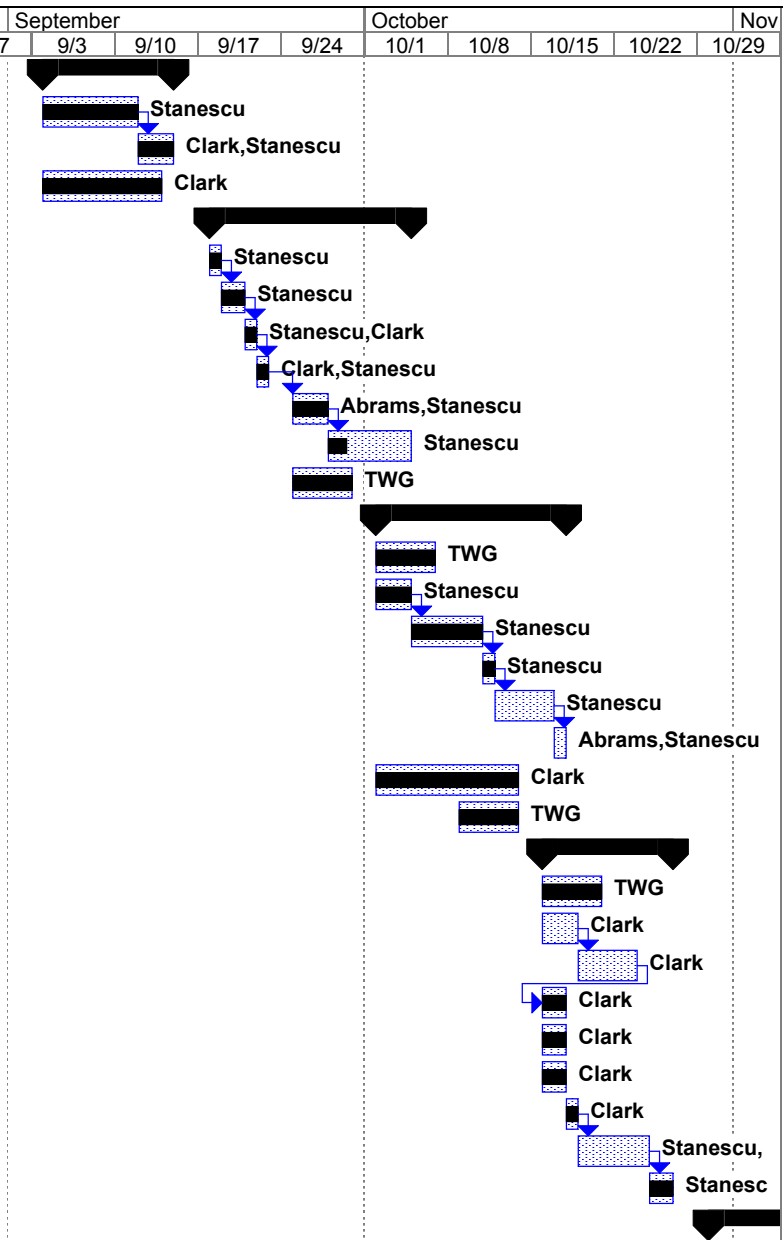 September October Nov
7 9/3 9/10 9/17 9/24 10/1 10/8 10/15 10/22 10/29
Stanescu
Clark,Stanescu
Clark
Stanescu
Stanescu
Stanescu,Clark
Clark,Stanescu
Abrams,Stanescu
Stanescu
TWG
TWG
Stanescu
Stanescu
Stanescu
Stanescu
Abrams,Stanescu
Clark
TWG
TWG
Clark
Clark
Clark
Clark
Clark
Clark
Stanescu,
Stanesc